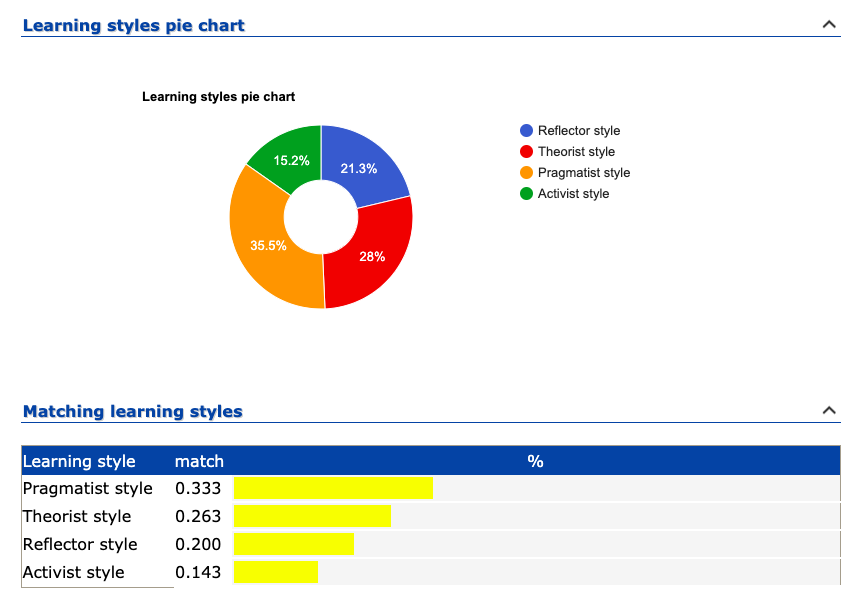 Learning styles pie chart
Learning styles pie chart
15.2%
21.3%
35.5%
28%
Reflector style
Theorist style
Pragmatist style
Activist style
Matching learning styles
Learning style match %
Pragmatist style 0.333
Theorist style 0.263
Reflector style 0.200
Activist style 0.143